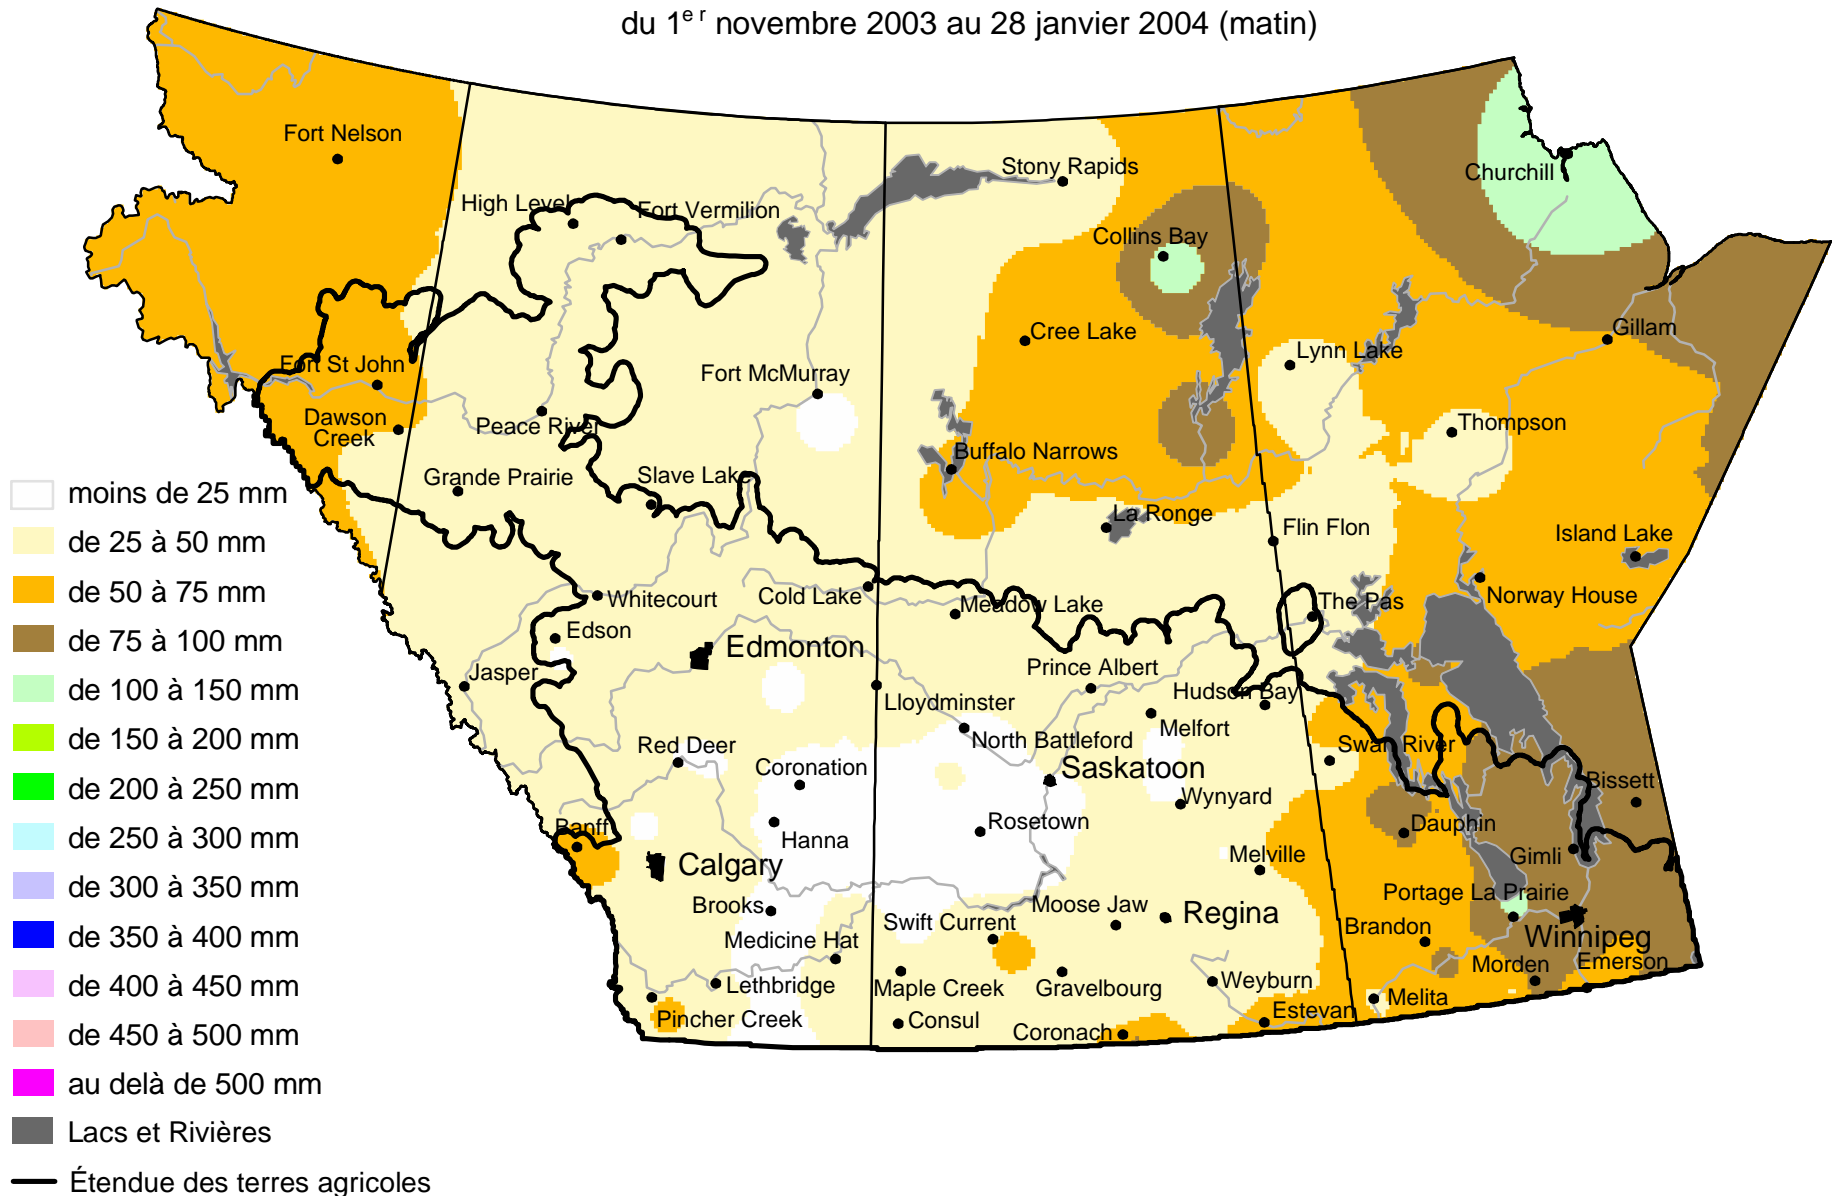 du 1er novembre 2003 au 28 janvier 2004 (matin)
Fort Nelson
Stony Rapids
Churchill
High Level
Fort Vermilion
Collins Bay
Cree Lake
Gillam
Lynn Lake
Fort St John
Fort McMurray
Dawson
Creek
Peace River
Thompson
Buffalo Narrows
Grande Prairie
Slave Lake
La Ronge
Flin Flon
Island Lake
Whitecourt
Cold Lake
Meadow Lake
The Pas
Norway House
Edson
Edmonton
Jasper
Prince Albert
Hudson Bay
Lloydminster
Melfort
North Battleford
Red Deer
Swan River
Coronation
Saskatoon
Wynyard
Bissett
Banff
Hanna
Rosetown
Dauphin
Calgary
Melville
Gimli
Brooks
Portage La Prairie
Swift Current
Moose Jaw
Regina
Brandon
Winnipeg
Medicine Hat
Morden
Emerson
Lethbridge
Maple Creek
Gravelbourg
Weyburn
Melita
Pincher Creek
Consul
Coronach
Estevan
moins de 25 mm
de 25 à 50 mm
de 50 à 75 mm
de 75 à 100 mm
de 100 à 150 mm
de 150 à 200 mm
de 200 à 250 mm
de 250 à 300 mm
de 300 à 350 mm
de 350 à 400 mm
de 400 à 450 mm
de 450 à 500 mm
au delà de 500 mm
Lacs et Rivières
Étendue des terres agricoles